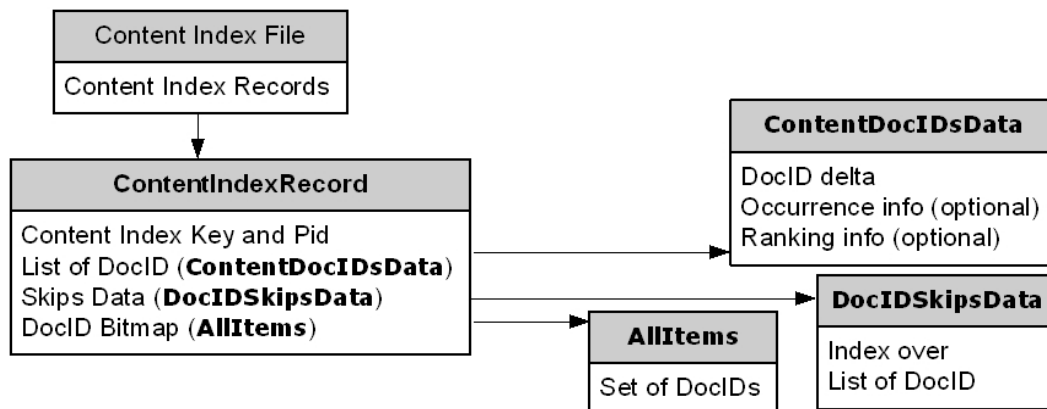 Content Index File
Content Index Records
ContentIndexRecord
Content Index Key and Pid
List of DocID (ContentDocIDsData)
Skips Data (DocIDSkipsData)
DocID Bitmap (AllItems)
ContentDocIDsData
DocID delta
Occurrence info (optional)
Ranking info (optional)
DocIDSkipsData
Index over
List of DocID
AllItems
Set of DocIDs